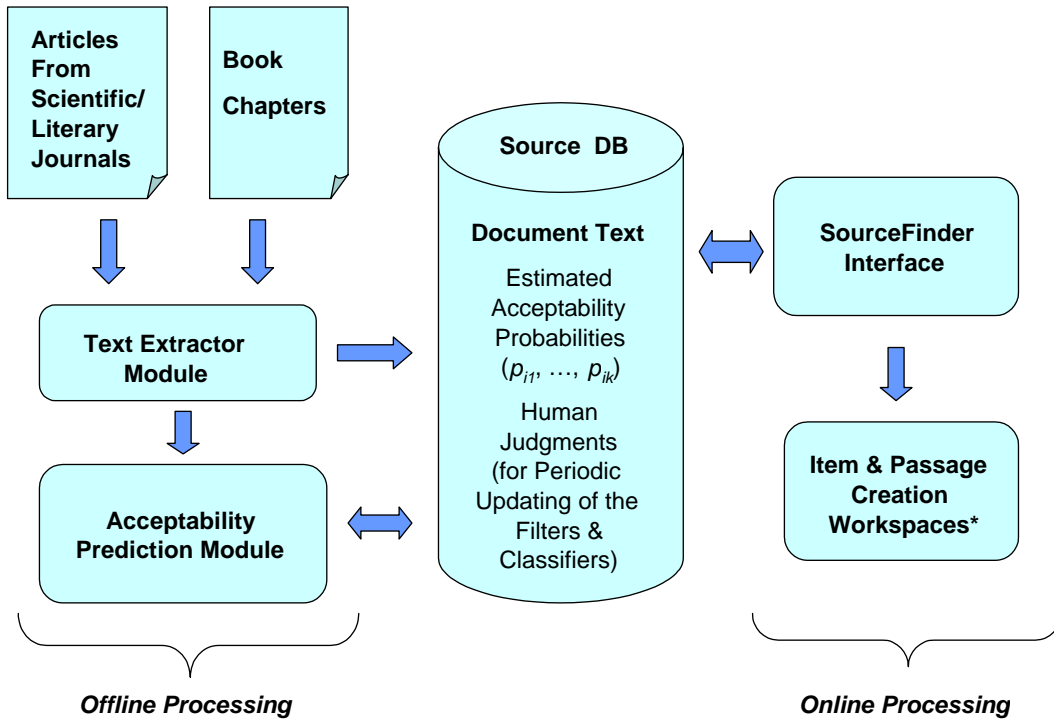 Articles
From
Scientific/
Literary
Journals
Book
Chapters
Text Extractor
Module
Acceptability
Prediction Module
Offline Processing
Source DB
Document Text
Estimated
Acceptability
Probabilities
(pi1, …, pik)
Human
Judgments
(for Periodic
Updating of the
Filters &
Classifiers)
SourceFinder
Interface
Item & Passage
Creation
Workspaces*
Online Processing